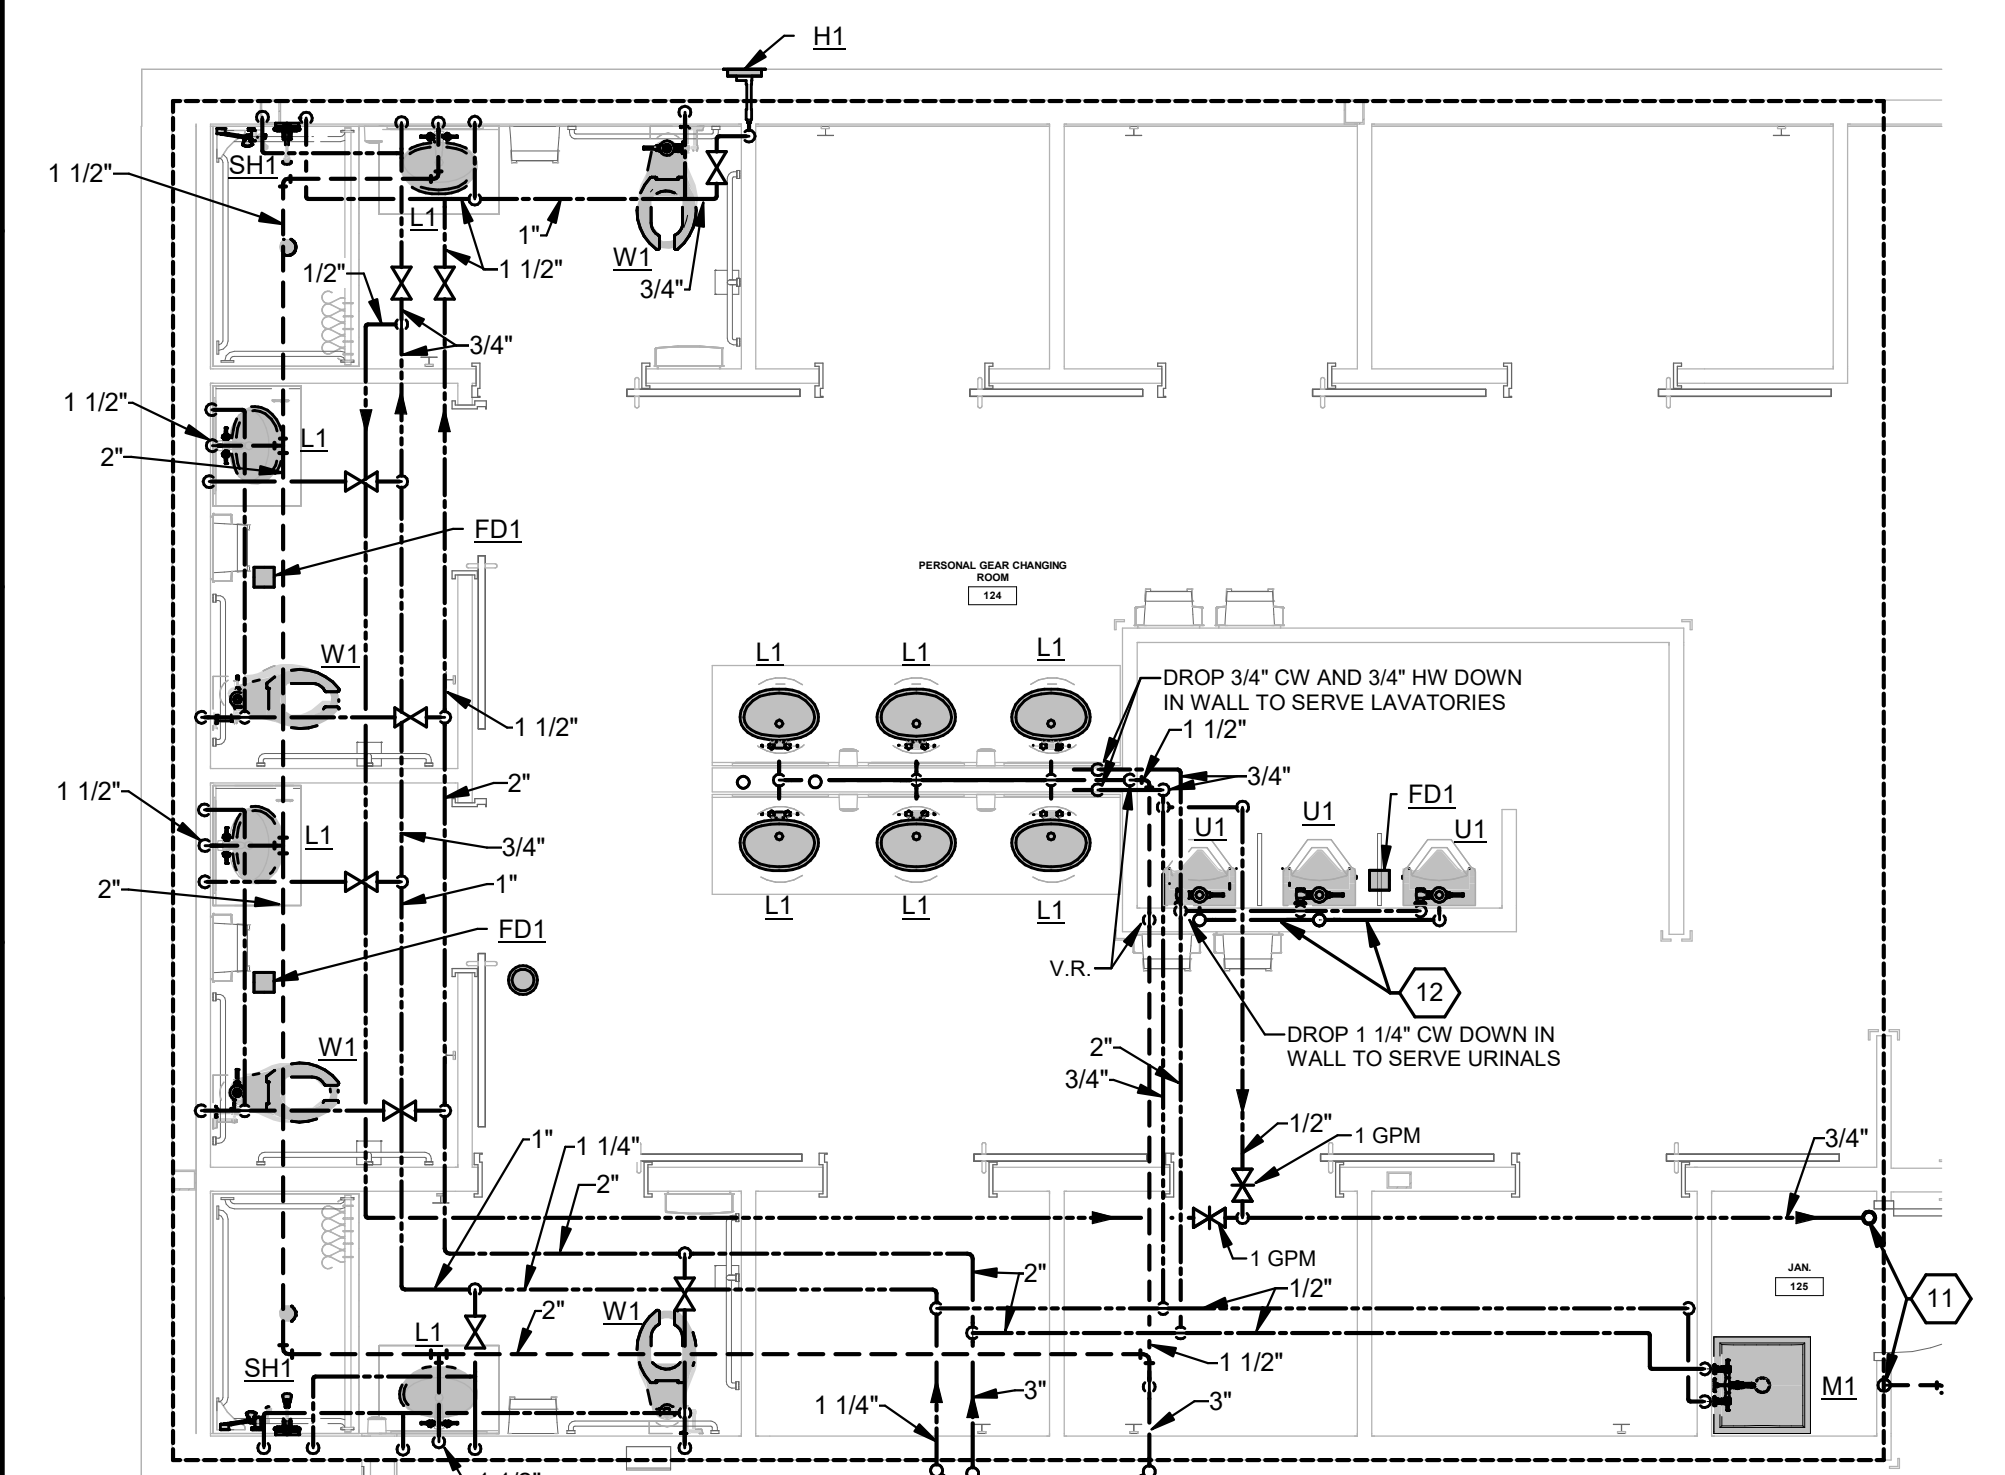 H1
SH1
1 1/2"
L1
1"
1 1/2"
W1
3/4"
1/2"
3/4"
1 1/2"
L1
2"
FD1
PERSONAL GEAR CHANGING
ROOM
124
W1
L1
L1
L1
DROP 3/4" CW AND 3/4" HW DOWN
IN WALL TO SERVE LAVATORIES
1 1/2"
1 1/2"
2"
3/4"
1 1/2"
L1
3/4"
1"
2"
FD1
U1
U1
U1
FD1
L1
L1
L1
V.R.
12
DROP 1 1/4" CW DOWN IN
WALL TO SERVE URINALS
W1
2"
3/4"
1"
1 1/4"
2"
1/2"
1 GPM
3/4"
1 GPM
2"
1/2"
JAN.
125
11
2"
W1
L1
SH1
1 1/2"
1 1/4"
3"
3"
M1